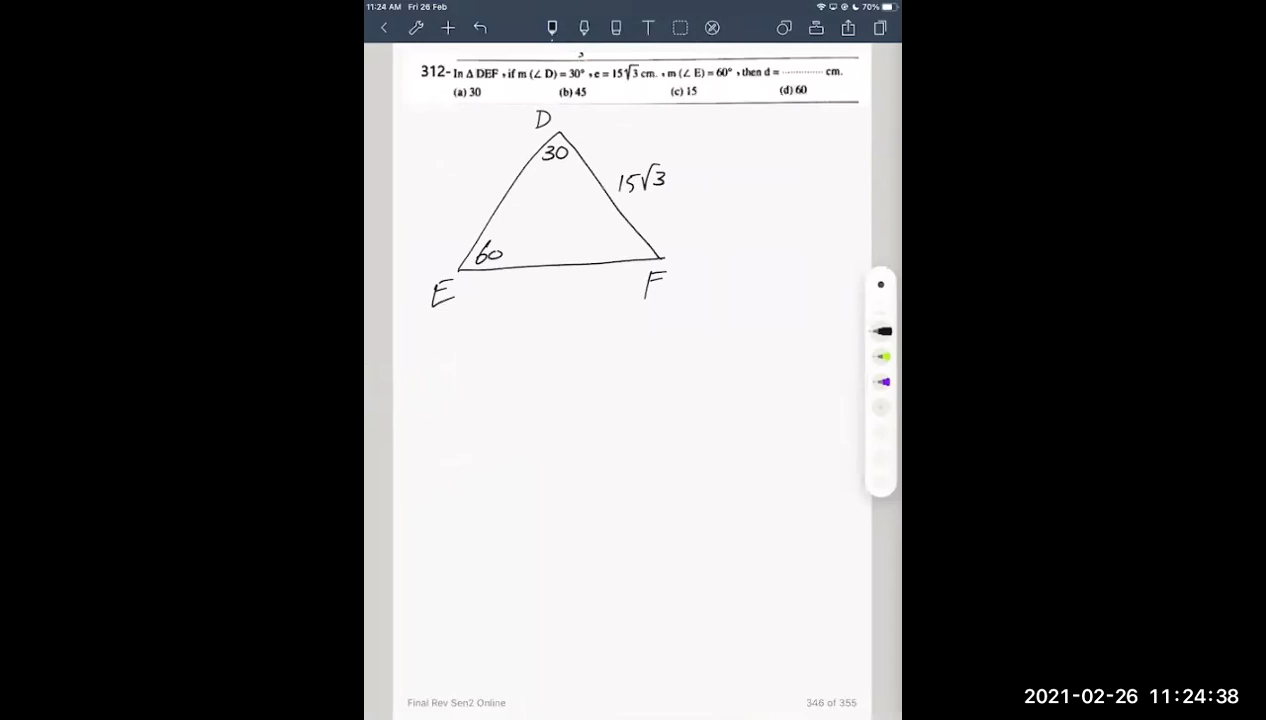 11:24 AM Fri 26 Feb 70%
312- In Δ DEF , if m (∠ D) = 30° , e = 15√3 cm. , m (∠ E) = 60° , then d = ············ cm.
(a) 30 (b) 45 (c) 15 (d) 60
D
30
15√3
60
E F
Final Rev Sen2 Online 346 of 355
2021-02-26 11:24:38